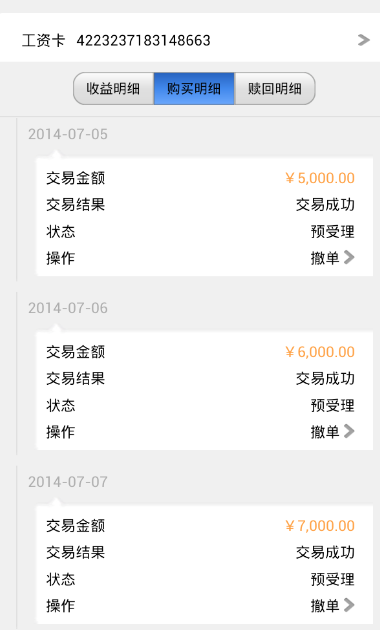 工资卡 4223237183148663
收益明细 购买明细 赎回明细
2014-07-05
交易金额 ￥5,000.00
交易结果 交易成功
状态 预受理
操作 撤单
2014-07-06
交易金额 ￥6,000.00
交易结果 交易成功
状态 预受理
操作 撤单
2014-07-07
交易金额 ￥7,000.00
交易结果 交易成功
状态 预受理
操作 撤单